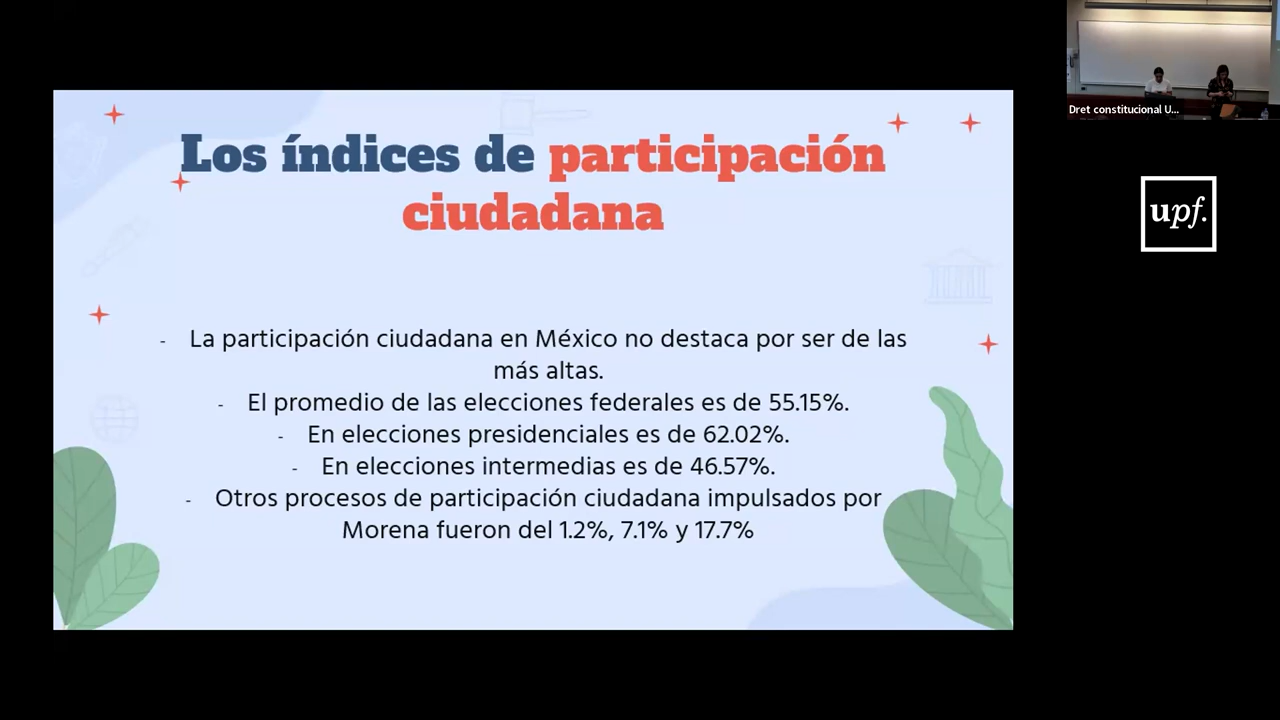 Los índices de participación
ciudadana
- La participación ciudadana en México no destaca por ser de las
más altas.
- El promedio de las elecciones federales es de 55.15%.
- En elecciones presidenciales es de 62.02%.
- En elecciones intermedias es de 46.57%.
- Otros procesos de participación ciudadana impulsados por
Morena fueron del 1.2%, 7.1% y 17.7%
Dret constitucional U...
upf.